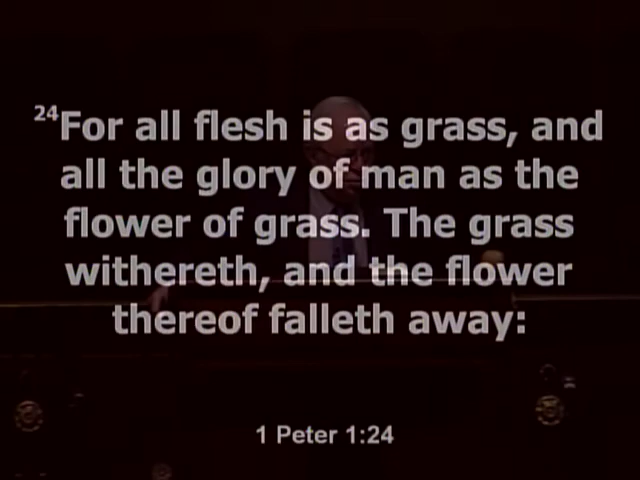 24For all flesh is as grass, and
all the glory of man as the
flower of grass. The grass
withereth, and the flower
thereof falleth away:
1 Peter 1:24